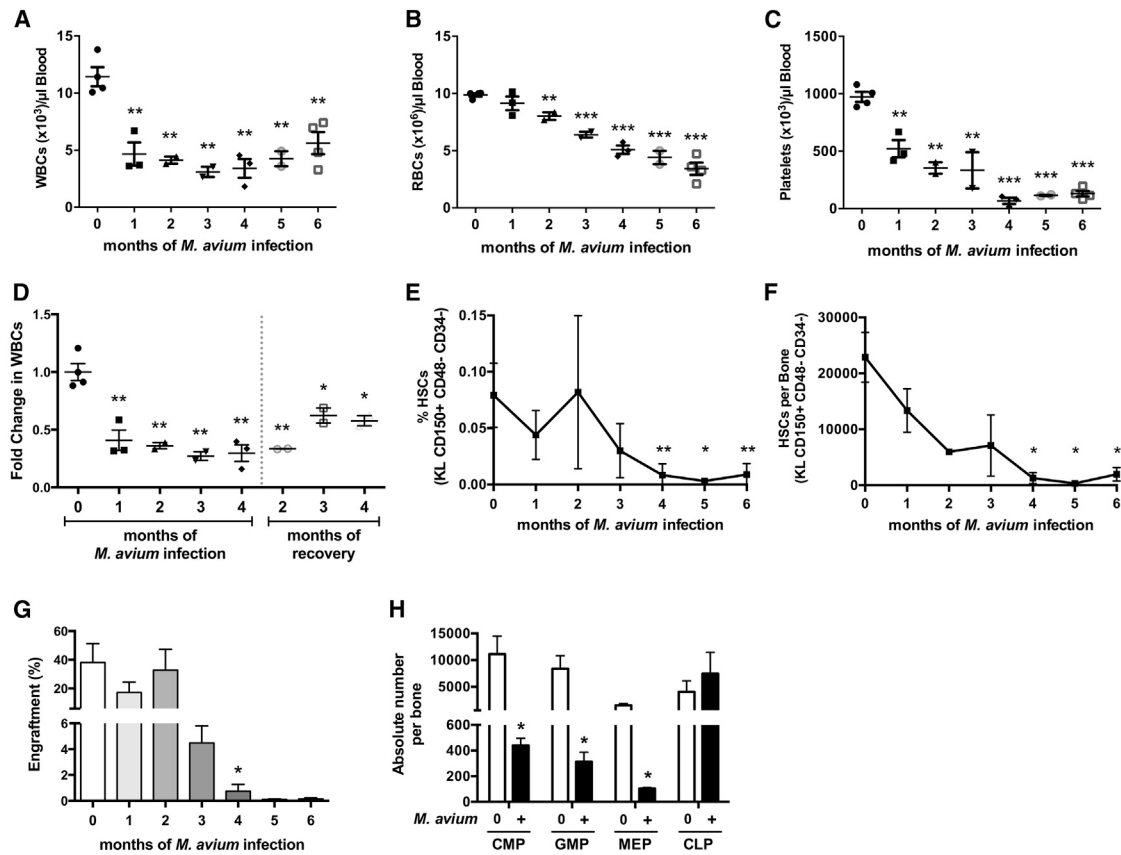 A
WBCs (x10³)/µl Blood
15
10
5
0
**
**
**
**
**
**
0 1 2 3 4 5 6
months of M. avium infection
B
RBCs (x10⁶)/µl Blood
15
10
5
0
**
***
***
***
***
0 1 2 3 4 5 6
months of M. avium infection
C
Platelets (x10³)/µl Blood
1500
1000
500
0
**
**
**
***
***
***
0 1 2 3 4 5 6
months of M. avium infection
D
Fold Change in WBCs
1.5
1.0
0.5
0.0
**
**
**
**
**
*
*
0 1 2 3 4 2 3 4
months of
M. avium infection
months of
recovery
E
% HSCs
(KL CD150+ CD48- CD34-)
0.15
0.10
0.05
0.00
**
*
**
0 1 2 3 4 5 6
months of M. avium infection
F
HSCs per Bone
(KL CD150+ CD48- CD34-)
30000
20000
10000
0
*
*
*
0 1 2 3 4 5 6
months of M. avium infection
G
Engraftment (%)
60
40
20
6
4
2
0
*
0 1 2 3 4 5 6
months of M. avium infection
H
Absolute number
per bone
15000
10000
5000
600
400
200
0
*
*
*
M. avium 0 + 0 + 0 + 0 +
CMP GMP MEP CLP